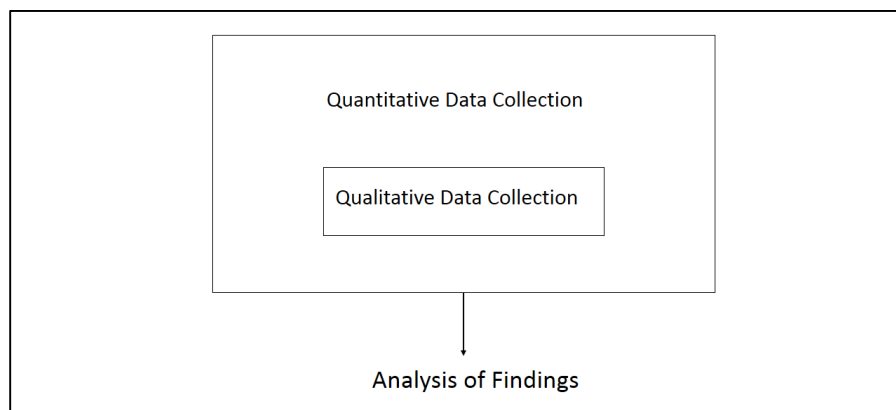 Quantitative Data Collection
Qualitative Data Collection
Analysis of Findings